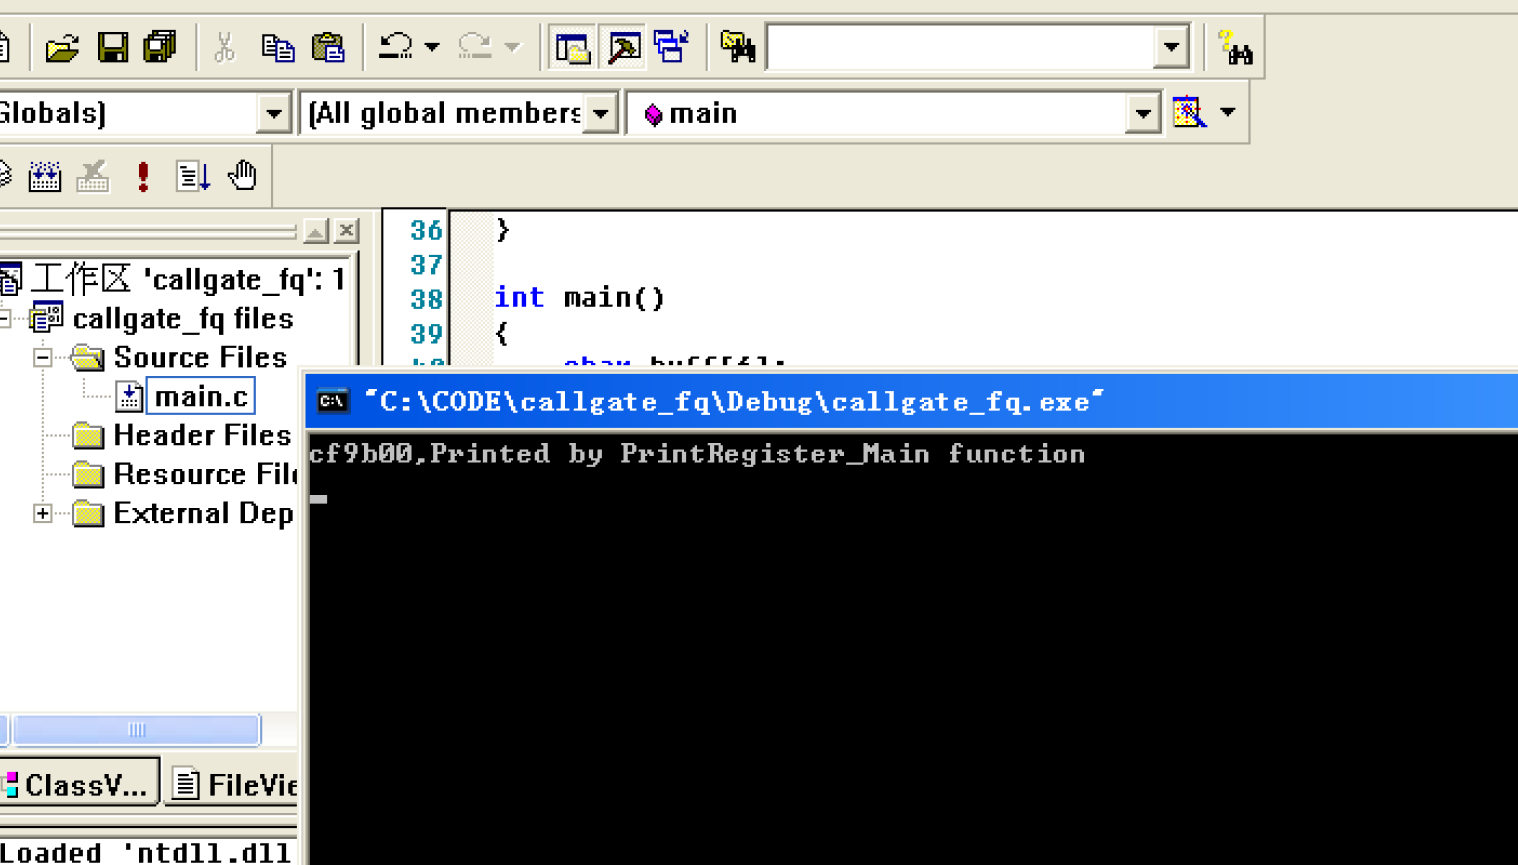 Globals)
(All global members
main
36 }
37
38 int main()
39 {
工作区 'callgate_fq': 1
callgate_fq files
Source Files
main.c
Header Files
Resource File
External Dep
"C:\CODE\callgate_fq\Debug\callgate_fq.exe"
C:\
cf9b00,Printed by PrintRegister_Main function
ClassV...
FileVie
Loaded 'ntdll.dll